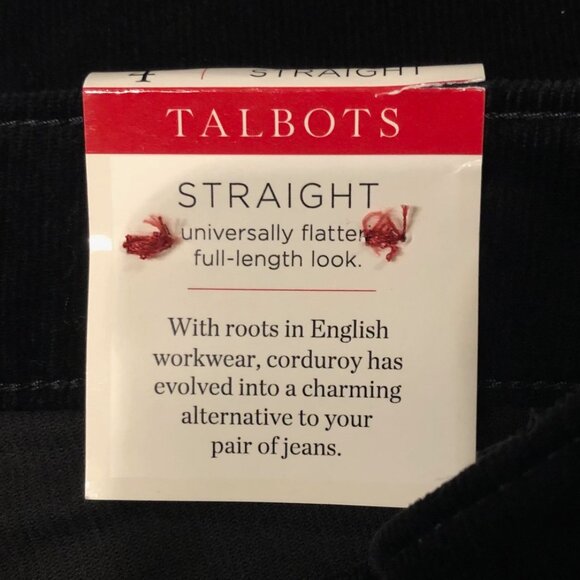 4 | STRAIGHT
TALBOTS
STRAIGHT
universally flatter
full-length look.
With roots in English
workwear, corduroy has
evolved into a charming
alternative to your
pair of jeans.